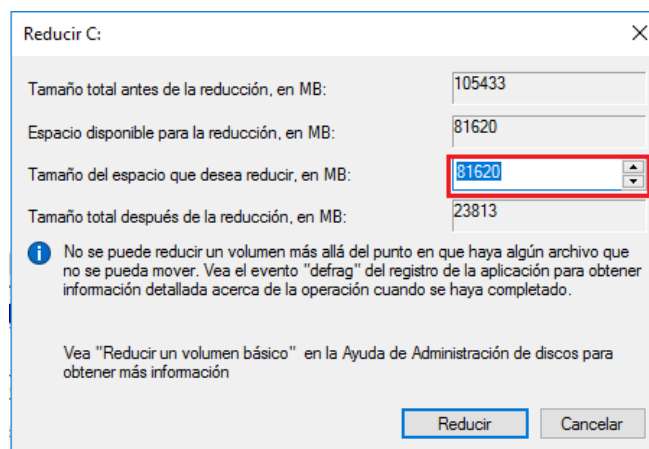 Reducir C:
Tamaño total antes de la reducción, en MB: 105433
Espacio disponible para la reducción, en MB: 81620
Tamaño del espacio que desea reducir, en MB: 81620
Tamaño total después de la reducción, en MB: 23813
No se puede reducir un volumen más allá del punto en que haya algún archivo que
no se pueda mover. Vea el evento "defrag" del registro de la aplicación para obtener
información detallada acerca de la operación cuando se haya completado.
Vea "Reducir un volumen básico" en la Ayuda de Administración de discos para
obtener más información
Reducir Cancelar